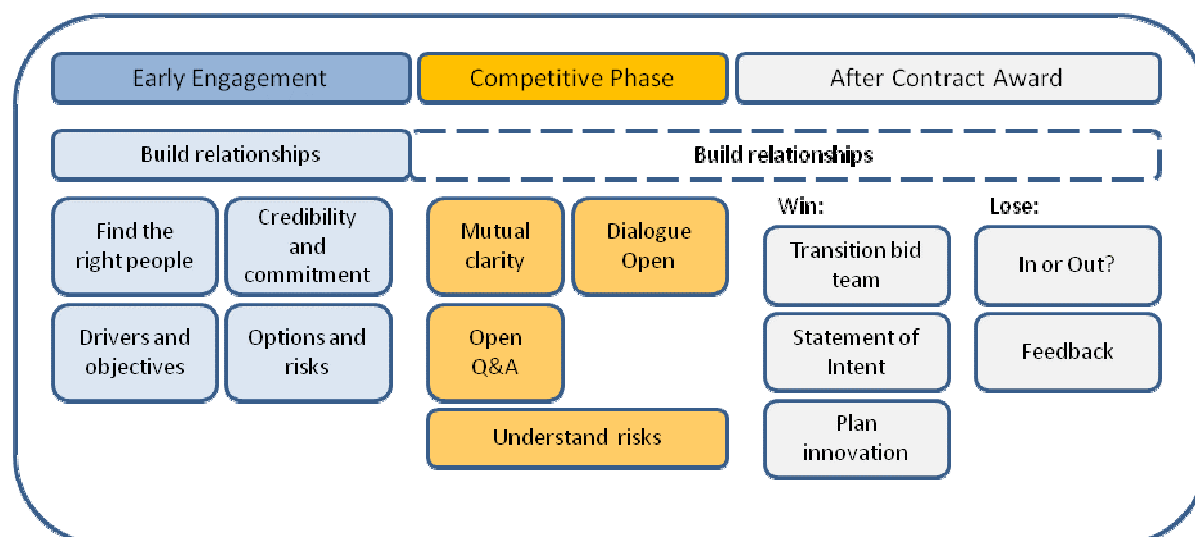 Early Engagement
Competitive Phase
After Contract Award
Build relationships
Build relationships
Find the
right people
Credibility
and
commitment
Drivers and
objectives
Options and
risks
Mutual
clarity
Dialogue
Open
Open
Q&A
Understand risks
Win:
Transition bid
team
Statement of
Intent
Plan
innovation
Lose:
In or Out?
Feedback